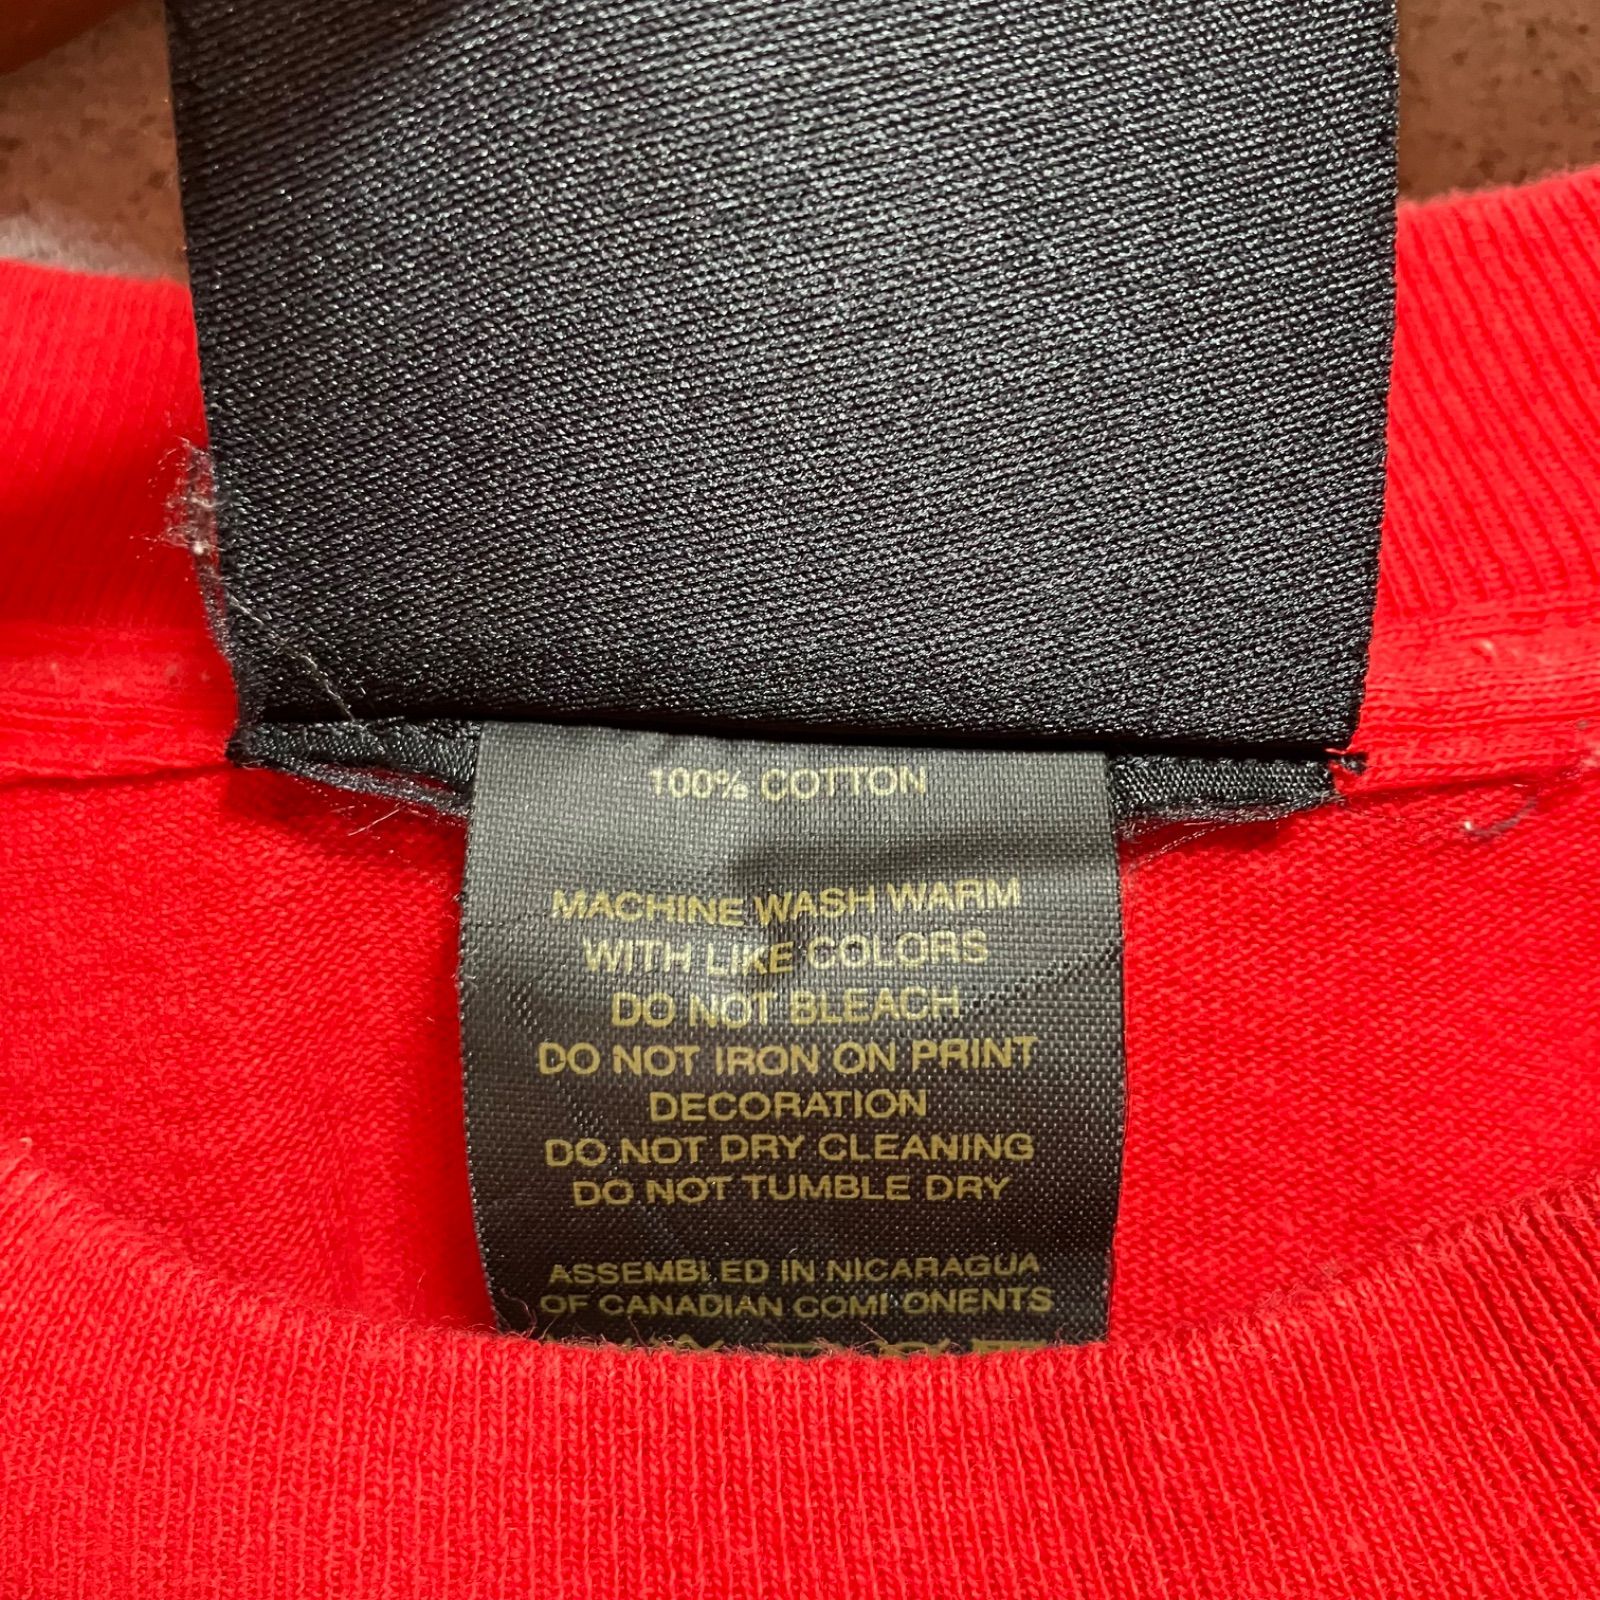 100% COTTON
MACHINE WASH WARM
WITH LIKE COLORS
DO NOT BLEACH
DO NOT IRON ON PRINT
DECORATION
DO NOT DRY CLEANING
DO NOT TUMBLE DRY
ASSEMBLED IN NICARAGUA
OF CANADIAN COMPONENTS